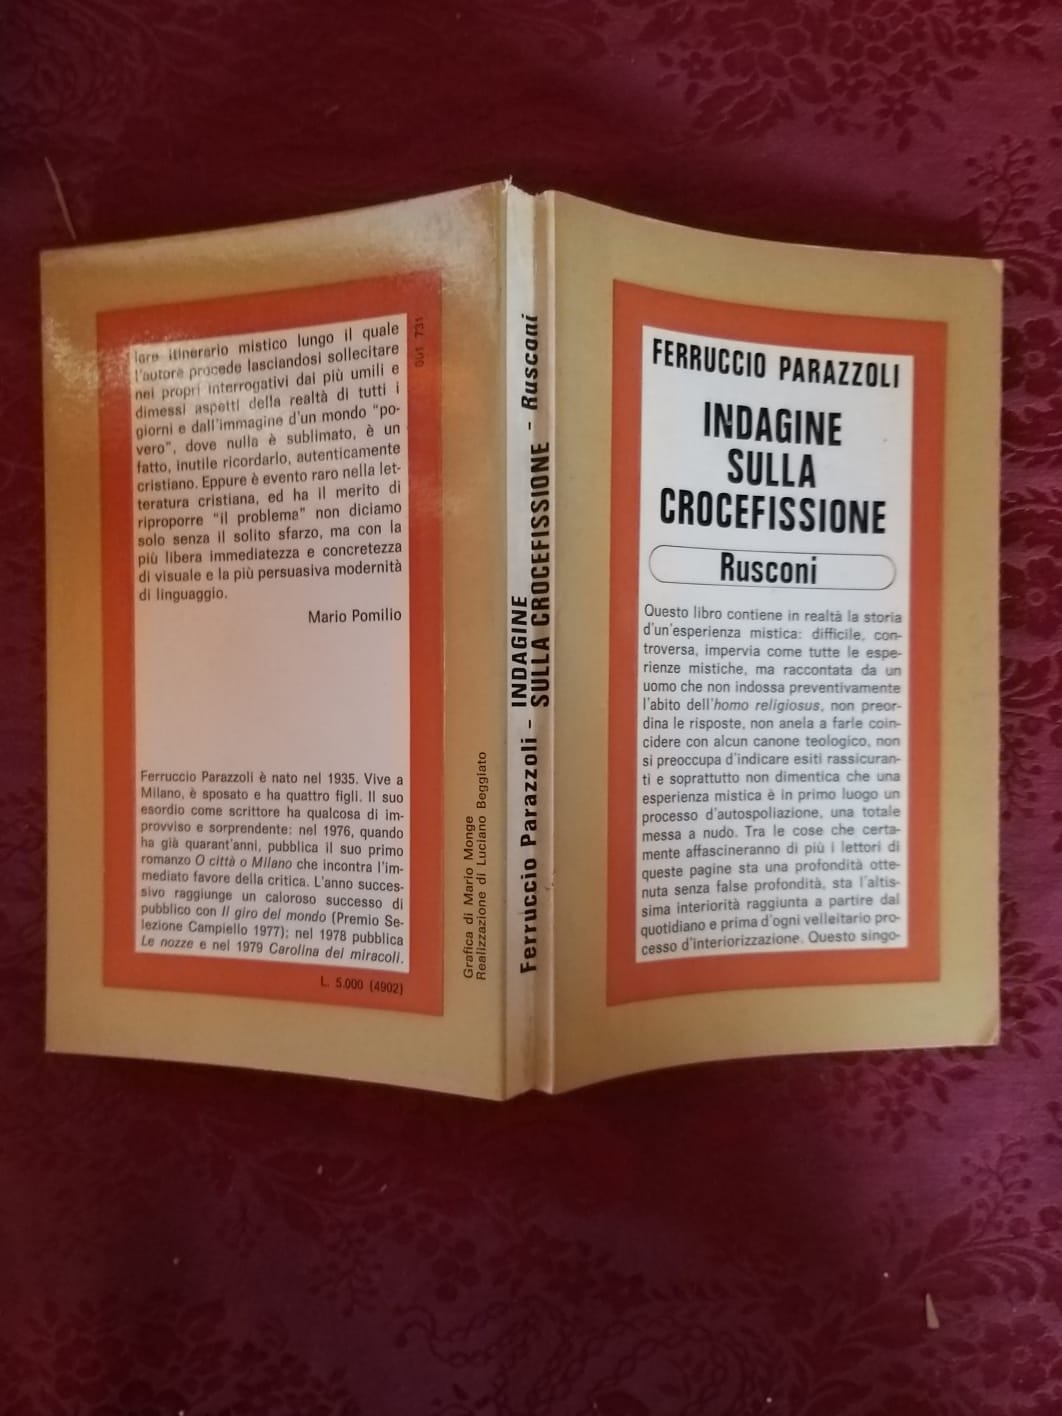 FERRUCCIO PARAZZOLI
INDAGINE
SULLA
CROCEFISSIONE
Rusconi
Questo libro contiene in realtà la storia
d'un'esperienza mistica: difficile, con-
troversa, impervia come tutte le espe-
rienze mistiche, ma raccontata da un
uomo che non indossa preventivamente
l'abito dell'homo religiosus, non preor-
dina le risposte, non anela a farle coin-
cidere con alcun canone teologico, non
si preoccupa d'indicare esiti rassicuran-
ti e soprattutto non dimentica che una
esperienza mistica è in primo luogo un
processo d'autospoliazione, una totale
messa a nudo. Tra le cose che certa-
mente affascineranno di più i lettori di
queste pagine sta una profondità otte-
nuta senza false profondità, sta l'altis-
sima interiorità raggiunta a partire dal
quotidiano e prima d'ogni velleitario pro-
cesso d'interiorizzazione. Questo singo-
lare itinerario mistico lungo il quale
l'autore procede lasciandosi sollecitare
nei propri interrogativi dai più umili e
dimessi aspetti della realtà di tutti i
giorni e dall'immagine d'un mondo "po-
vero", dove nulla è sublimato, è un
fatto, inutile ricordarlo, autenticamente
cristiano. Eppure è evento raro nella let-
teratura cristiana, ed ha il merito di
riproporre "il problema" non diciamo
solo senza il solito sfarzo, ma con la
più libera immediatezza e concretezza
di visuale e la più persuasiva modernità
di linguaggio.
Mario Pomilio
Ferruccio Parazzoli è nato nel 1935. Vive a
Milano, è sposato e ha quattro figli. Il suo
esordio come scrittore ha qualcosa di im-
provviso e sorprendente: nel 1976, quando
ha già quarant'anni, pubblica il suo primo
romanzo O città o Milano che incontra l'im-
mediato favore della critica. L'anno succes-
sivo raggiunge un caloroso successo di
pubblico con Il giro del mondo (Premio Se-
lezione Campiello 1977); nel 1978 pubblica
Le nozze e nel 1979 Carolina dei miracoli.
L. 5.000 (4902)
001 731
Grafica di Mario Monge
Realizzazione di Luciano Beggiato
Ferruccio Parazzoli - INDAGINE
SULLA CROCEFISSIONE - Rusconi